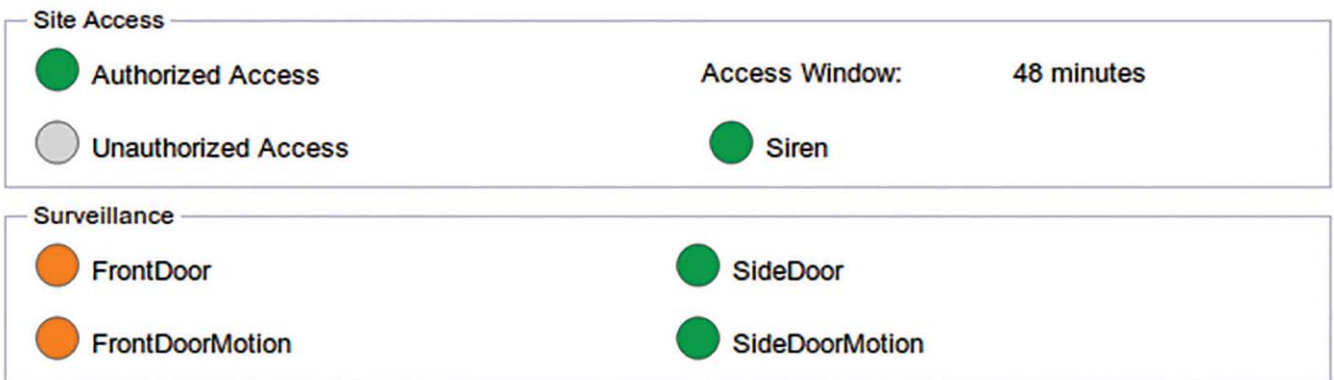 Site Access
Authorized Access
Access Window: 48 minutes
Unauthorized Access
Siren
Surveillance
FrontDoor
SideDoor
FrontDoorMotion
SideDoorMotion